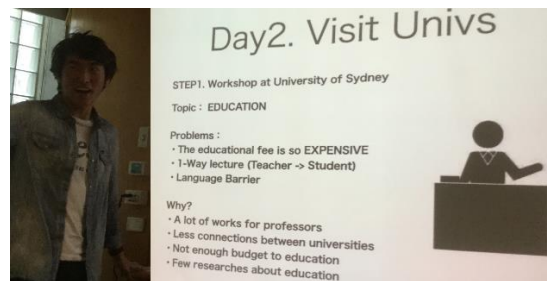 Day2. Visit Univs
STEP1. Workshop at University of Sydney
Topic : EDUCATION
Problems :
・The educational fee is so EXPENSIVE
・1-Way lecture (Teacher -> Student)
・Language Barrier
Why?
・A lot of works for professors
・Less connections between universities
・Not enough budget to education
・Few researches about education